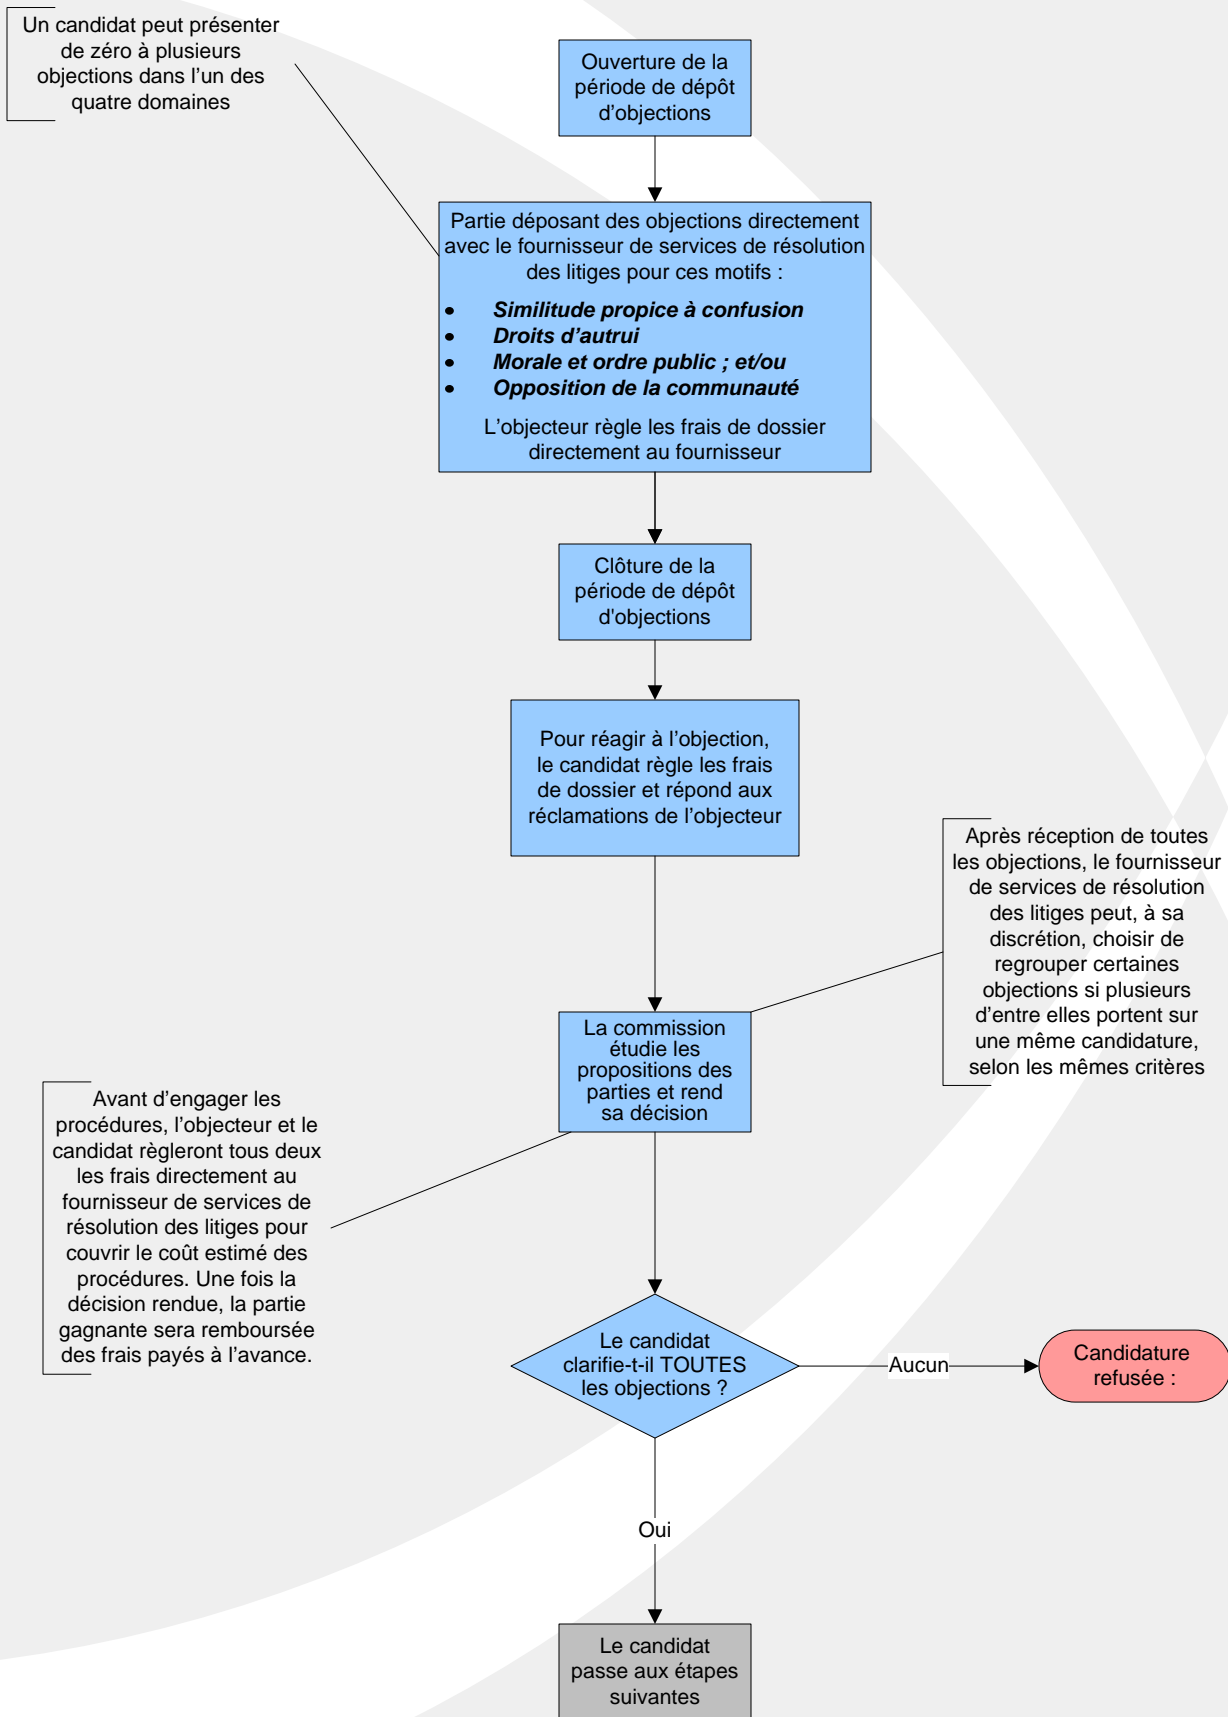 Un candidat peut présenter
de zéro à plusieurs
objections dans l'un des
quatre domaines
Ouverture de la
période de dépôt
d'objections
Partie déposant des objections directement
avec le fournisseur de services de résolution
des litiges pour ces motifs :
• Similitude propice à confusion
• Droits d'autrui
• Morale et ordre public ; et/ou
• Opposition de la communauté
L'objecteur règle les frais de dossier
directement au fournisseur
Clôture de la
période de dépôt
d'objections
Pour réagir à l'objection,
le candidat règle les frais
de dossier et répond aux
réclamations de l'objecteur
Après réception de toutes
les objections, le fournisseur
de services de résolution
des litiges peut, à sa
discrétion, choisir de
regrouper certaines
objections si plusieurs
d'entre elles portent sur
une même candidature,
selon les mêmes critères
La commission
étudie les
propositions des
parties et rend
sa décision
Avant d'engager les
procédures, l'objecteur et le
candidat règleront tous deux
les frais directement au
fournisseur de services de
résolution des litiges pour
couvrir le coût estimé des
procédures. Une fois la
décision rendue, la partie
gagnante sera remboursée
des frais payés à l'avance.
Le candidat
clarifie-t-il TOUTES
les objections ?
Aucun
Candidature
refusée :
Oui
Le candidat
passe aux étapes
suivantes